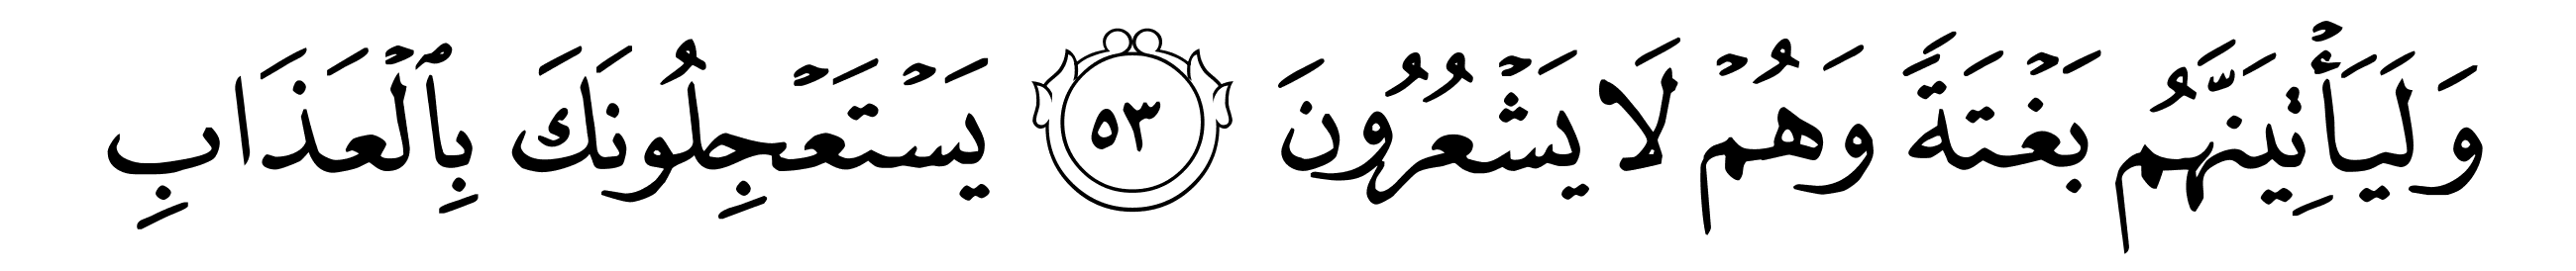 وَلَيَأۡتِيَنَّهُم بَغۡتَةٗ وَهُمۡ لَا يَشۡعُرُونَ ٥٣ يَسۡتَعۡجِلُونَكَ بِٱلۡعَذَابِ